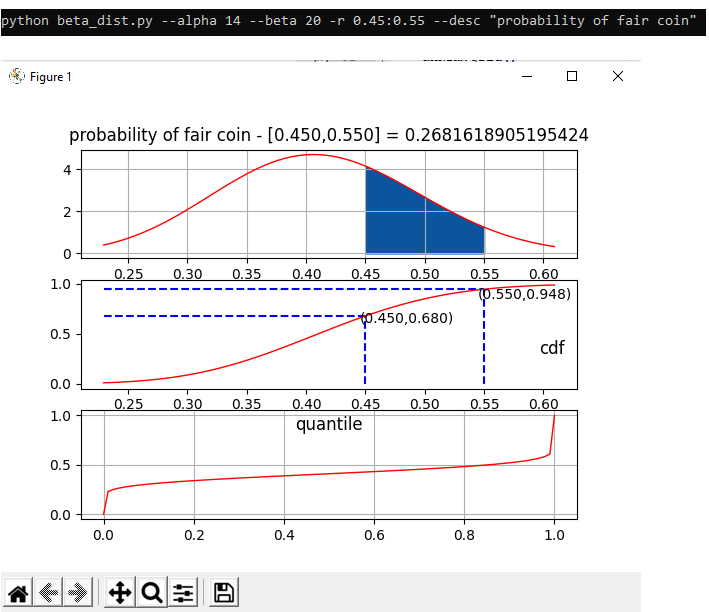 python beta_dist.py --alpha 14 --beta 20 -r 0.45:0.55 --desc "probability of fair coin"
Figure 1
probability of fair coin - [0.450,0.550] = 0.2681618905195424
4
2
0
0.25 0.30 0.35 0.40 0.45 0.50 0.55 0.60
1.0
0.5
0.0
(0.550,0.948)
(0.450,0.680)
cdf
0.25 0.30 0.35 0.40 0.45 0.50 0.55 0.60
quantile
1.0
0.5
0.0
0.0 0.2 0.4 0.6 0.8 1.0